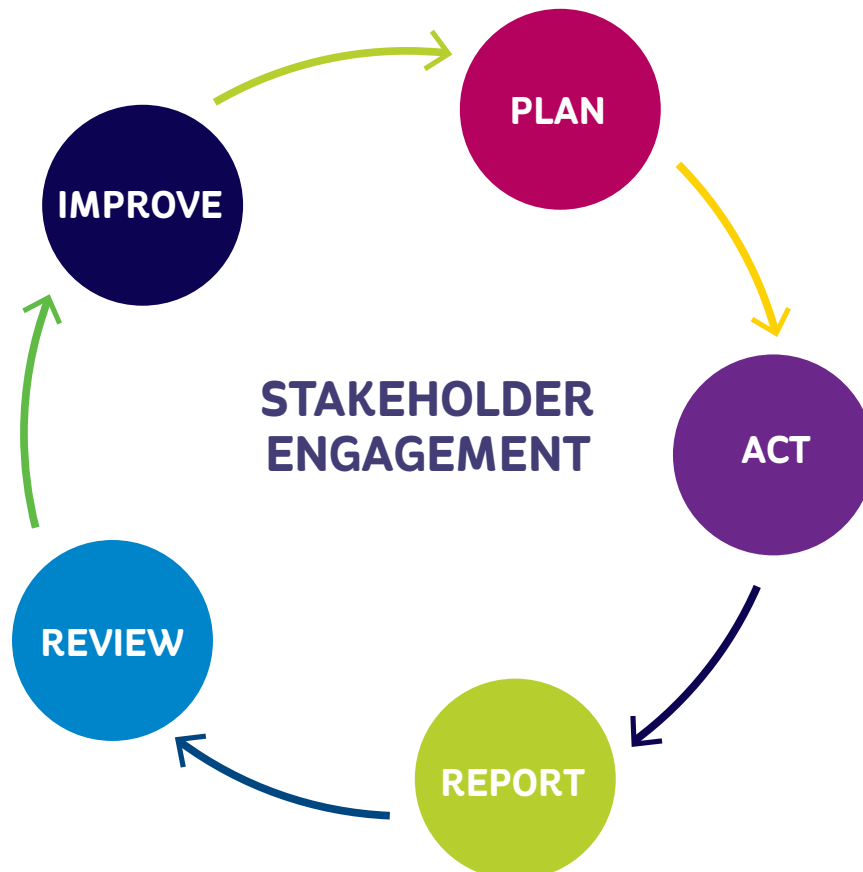 PLAN
IMPROVE
STAKEHOLDER
ENGAGEMENT
ACT
REVIEW
REPORT